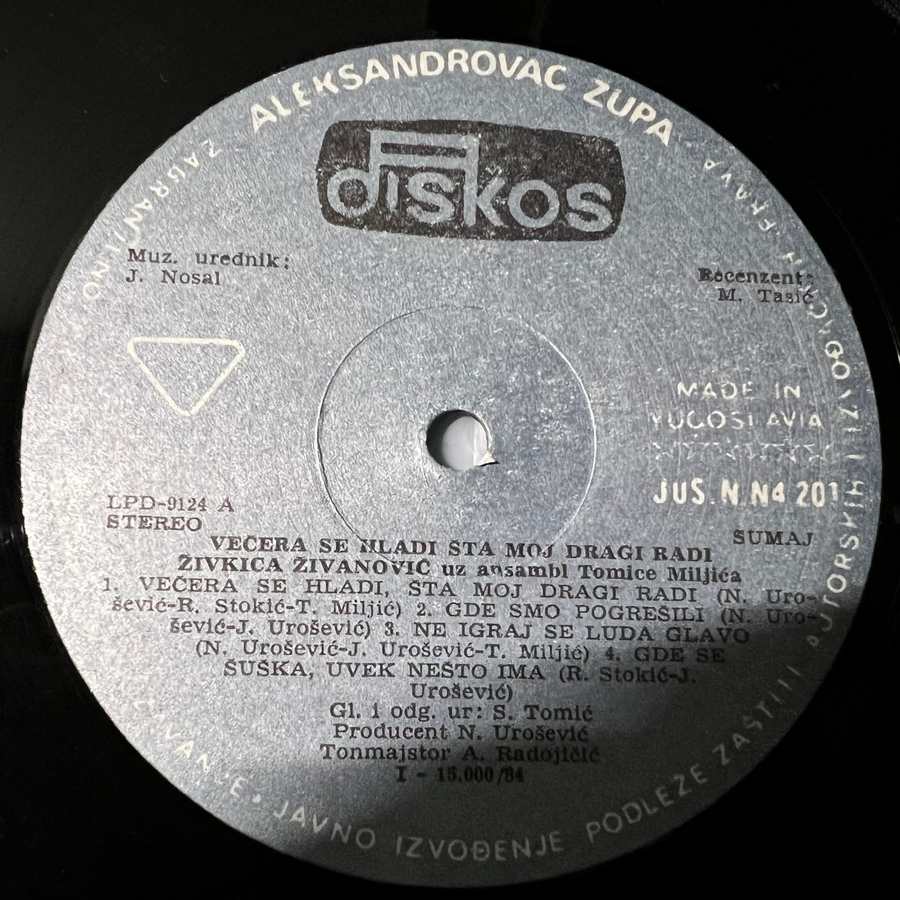 ALEKSANDROVAC ŽUPA
diskos
Muz. urednik:
J. Nosal
Recenzent:
M. Tasić
MADE IN
YUGOSLAVIA
JUS.N.N4 201
LPD-9124 A
STEREO
SUMAJ
VEČERA SE HLADI ŠTA MOJ DRAGI RADI
ŽIVKICA ŽIVANOVIĆ uz ansambl Tomice Miljića
1. VEČERA SE HLADI, ŠTA MOJ DRAGI RADI (N. Uro-
šević-R. Stokić-T. Miljić) 2. GDE SMO POGREŠILI (N. Uro-
šević-J. Urošević) 3. NE IGRAJ SE LUDA GLAVO
(N. Urošević-J. Urošević-T. Miljić) 4. GDE SE
ŠUŠKA, UVEK NEŠTO IMA (R. Stokić-J.
Urošević)
Gl. i odg. ur: S. Tomić
Producent N. Urošević
Tonmajstor A. Radojičić
I - 15.000/84
JAVNO IZVOĐENJE PODLEŽE ZAŠTITI